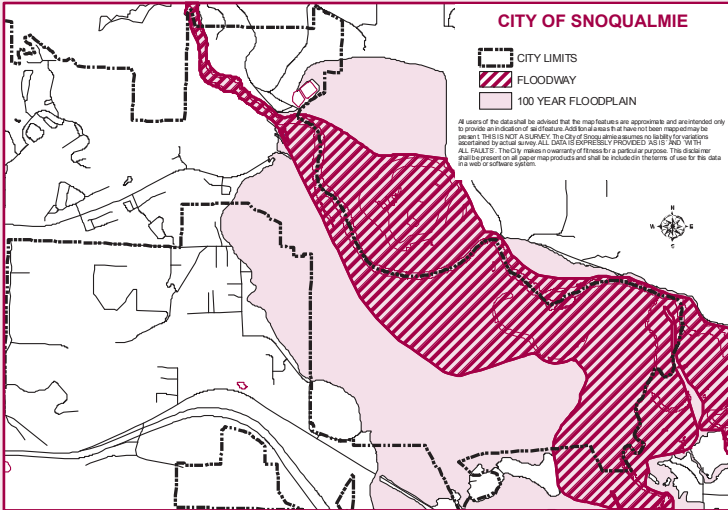 CITY OF SNOQUALMIE
CITY LIMITS
FLOODWAY
100 YEAR FLOODPLAIN
All users of the data shall be advised that the map features are approximate and are intended only
to provide an indication of said feature. Additional areas that have not been mapped may be
present. THIS IS NOT A SURVEY. The City of Snoqualmie assumes no liability for variations
ascertained by actual survey. ALL DATA IS EXPRESSLY PROVIDED 'AS IS' AND 'WITH
ALL FAULTS'. The City makes no warranty of fitness for a particular purpose. This disclaimer
shall be present on all paper map products and shall be included in the terms of use for this data
in a web or software system.
N
W E
S